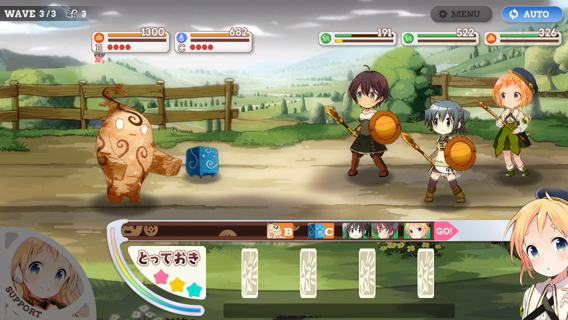 WAVE 3/3 3
MENU
AUTO
1300
682
191
522
326
B
C
B
C
GO!
とっておき
SUPPORT